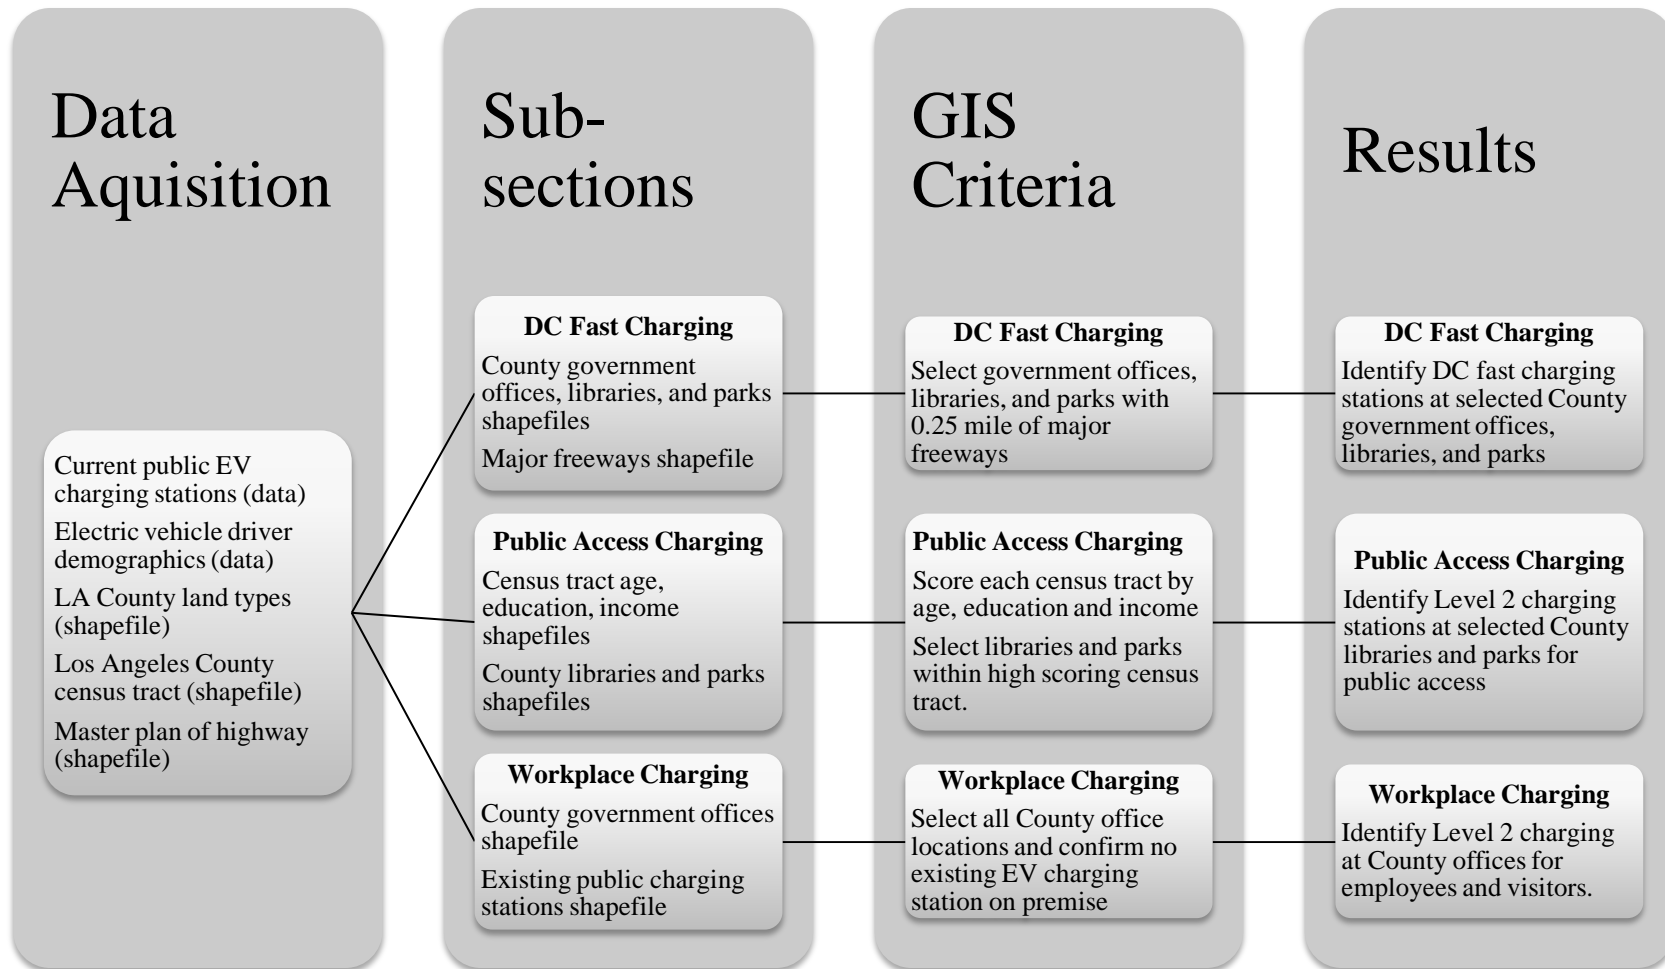 Data
Aquisition
Current public EV
charging stations (data)
Electric vehicle driver
demographics (data)
LA County land types
(shapefile)
Los Angeles County
census tract (shapefile)
Master plan of highway
(shapefile)
Sub-
sections
DC Fast Charging
County government
offices, libraries, and parks
shapefiles
Major freeways shapefile
Public Access Charging
Census tract age,
education, income
shapefiles
County libraries and parks
shapefiles
Workplace Charging
County government offices
shapefile
Existing public charging
stations shapefile
GIS
Criteria
DC Fast Charging
Select government offices,
libraries, and parks with
0.25 mile of major
freeways
Public Access Charging
Score each census tract by
age, education and income
Select libraries and parks
within high scoring census
tract.
Workplace Charging
Select all County office
locations and confirm no
existing EV charging
station on premise
Results
DC Fast Charging
Identify DC fast charging
stations at selected County
government offices,
libraries, and parks
Public Access Charging
Identify Level 2 charging
stations at selected County
libraries and parks for
public access
Workplace Charging
Identify Level 2 charging
at County offices for
employees and visitors.